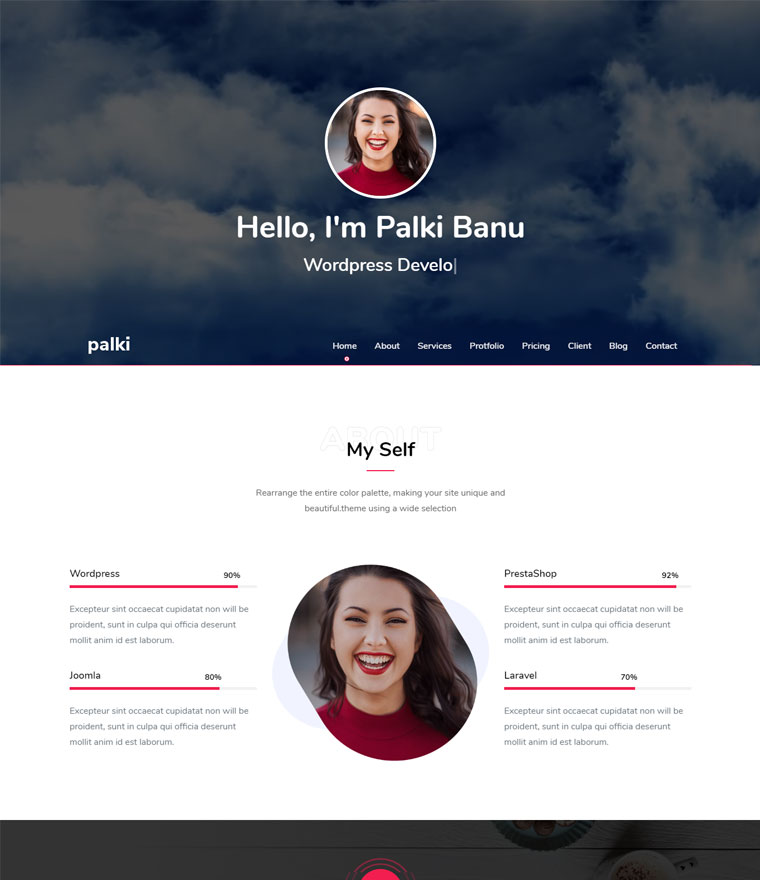 Hello, I'm Palki Banu
Wordpress Develo|
palki
Home About Services Protfolio Pricing Client Blog Contact
ABOUT
My Self
Rearrange the entire color palette, making your site unique and
beautiful.theme using a wide selection
Wordpress 90%
Excepteur sint occaecat cupidatat non will be
proident, sunt in culpa qui officia deserunt
mollit anim id est laborum.
Joomla 80%
Excepteur sint occaecat cupidatat non will be
proident, sunt in culpa qui officia deserunt
mollit anim id est laborum.
PrestaShop 92%
Excepteur sint occaecat cupidatat non will be
proident, sunt in culpa qui officia deserunt
mollit anim id est laborum.
Laravel 70%
Excepteur sint occaecat cupidatat non will be
proident, sunt in culpa qui officia deserunt
mollit anim id est laborum.